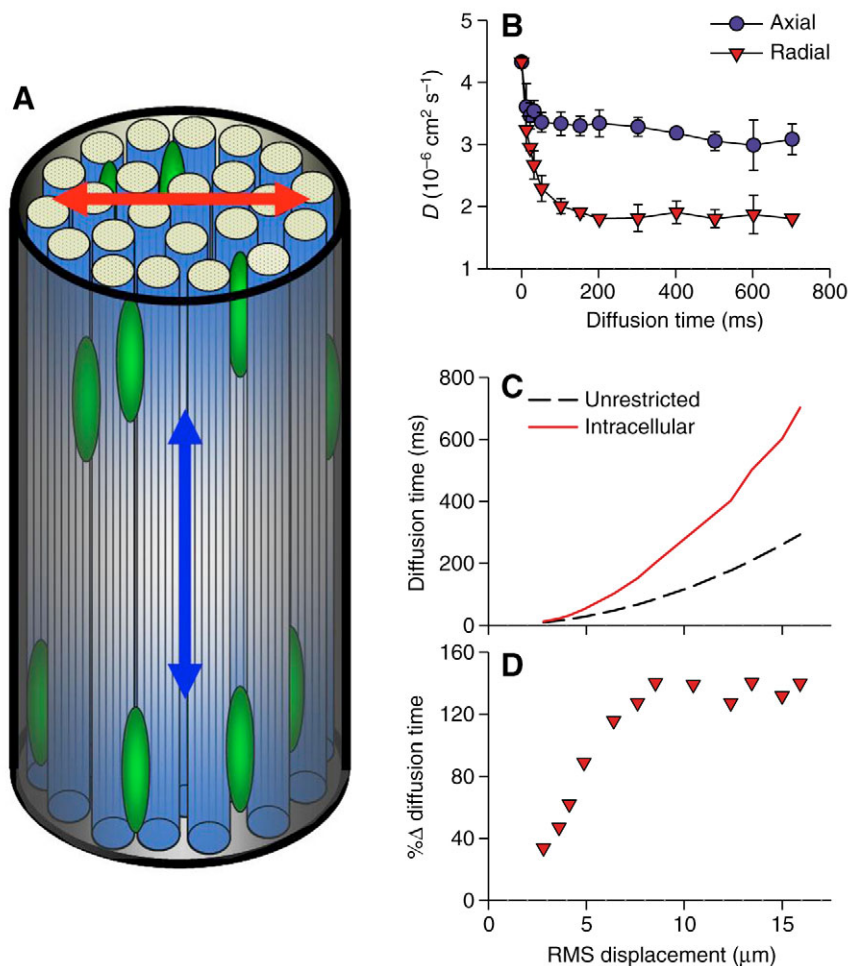 A
B
Axial
Radial
5
4
3
2
1
D (10⁻⁶ cm² s⁻¹)
0 200 400 600 800
Diffusion time (ms)
C
Unrestricted
Intracellular
800
600
400
200
0
Diffusion time (ms)
D
160
120
80
40
0
%Δ diffusion time
0 5 10 15
RMS displacement (μm)